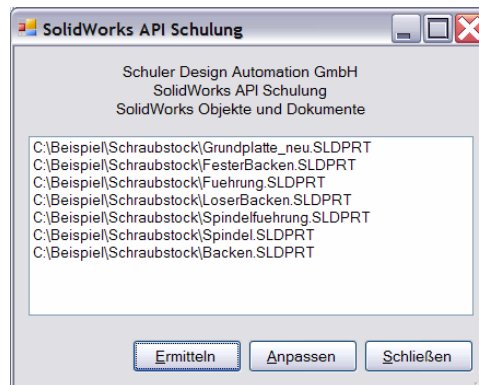 SolidWorks API Schulung
Schuler Design Automation GmbH
SolidWorks API Schulung
SolidWorks Objekte und Dokumente
C:\Beispiel\Schraubstock\Grundplatte_neu.SLDPRT
C:\Beispiel\Schraubstock\FesterBacken.SLDPRT
C:\Beispiel\Schraubstock\Fuehrung.SLDPRT
C:\Beispiel\Schraubstock\LoserBacken.SLDPRT
C:\Beispiel\Schraubstock\Spindelfuehrung.SLDPRT
C:\Beispiel\Schraubstock\Spindel.SLDPRT
C:\Beispiel\Schraubstock\Backen.SLDPRT
Ermitteln Anpassen Schließen